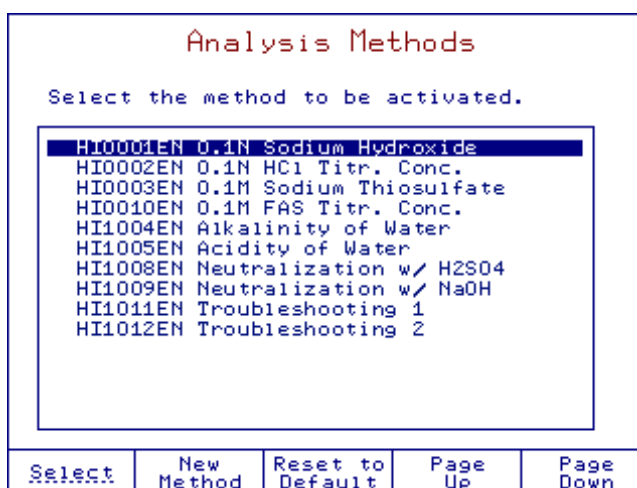 Analysis Methods
Select the method to be activated.
HI0001EN 0.1N Sodium Hydroxide
HI0002EN 0.1N HCl Titr. Conc.
HI0003EN 0.1M Sodium Thiosulfate
HI0010EN 0.1M FAS Titr. Conc.
HI1004EN Alkalinity of Water
HI1005EN Acidity of Water
HI1008EN Neutralization w/ H2SO4
HI1009EN Neutralization w/ NaOH
HI1011EN Troubleshooting 1
HI1012EN Troubleshooting 2
Select
New Method
Reset to Default
Page Up
Page Down